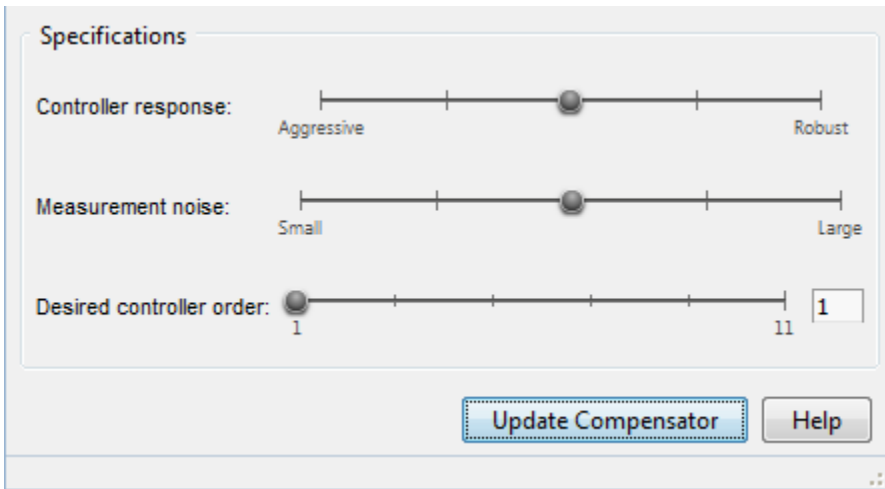 Specifications
Controller response:
Aggressive Robust
Measurement noise:
Small Large
Desired controller order: 1
1 11
Update Compensator Help